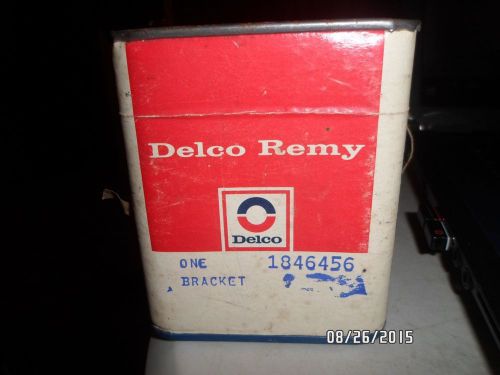 Delco Remy
Delco
ONE 1846456
BRACKET
08/26/2015